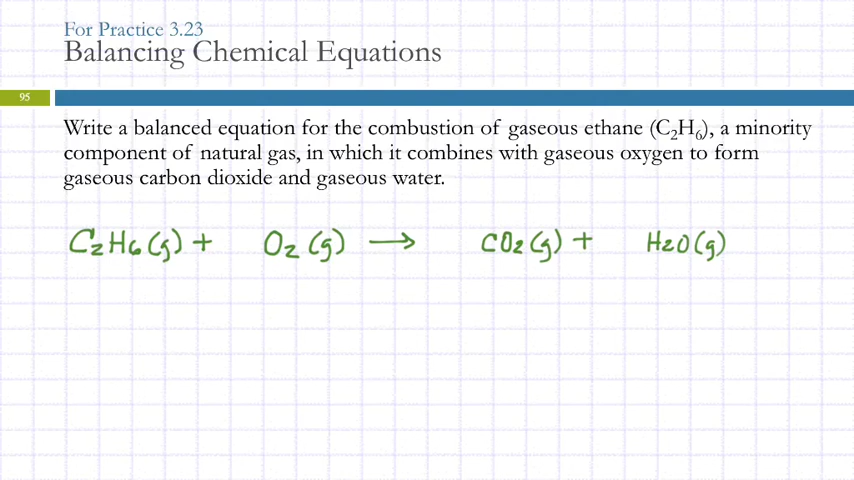 For Practice 3.23
Balancing Chemical Equations
95
Write a balanced equation for the combustion of gaseous ethane (C₂H₆), a minority
component of natural gas, in which it combines with gaseous oxygen to form
gaseous carbon dioxide and gaseous water.
C₂H₆(g) + O₂(g) → CO₂(g) + H₂O(g)